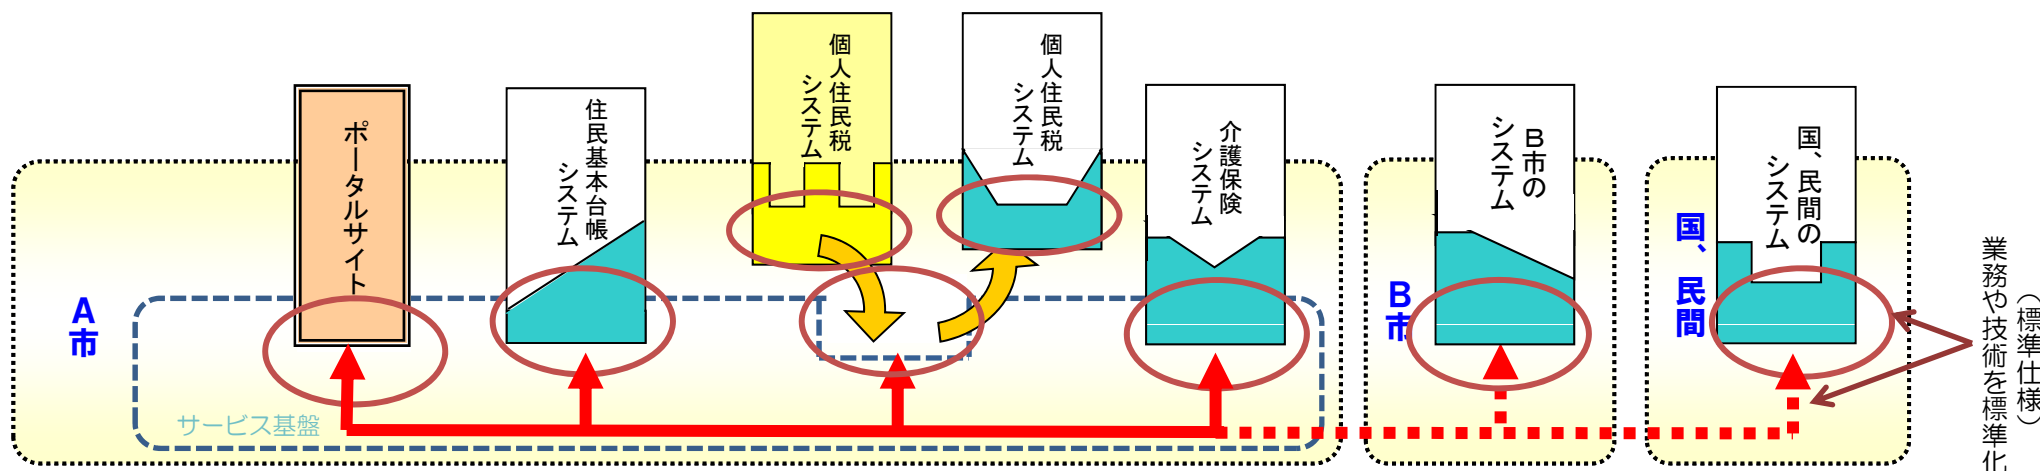 A市
ポータルサイト
住民基本台帳
システム
個人住民税
システム
個人住民税
システム
介護保険
システム
サービス基盤
B市
B市の
システム
国、民間
国、民間の
システム
(標準仕様)
業務や技術を標準化